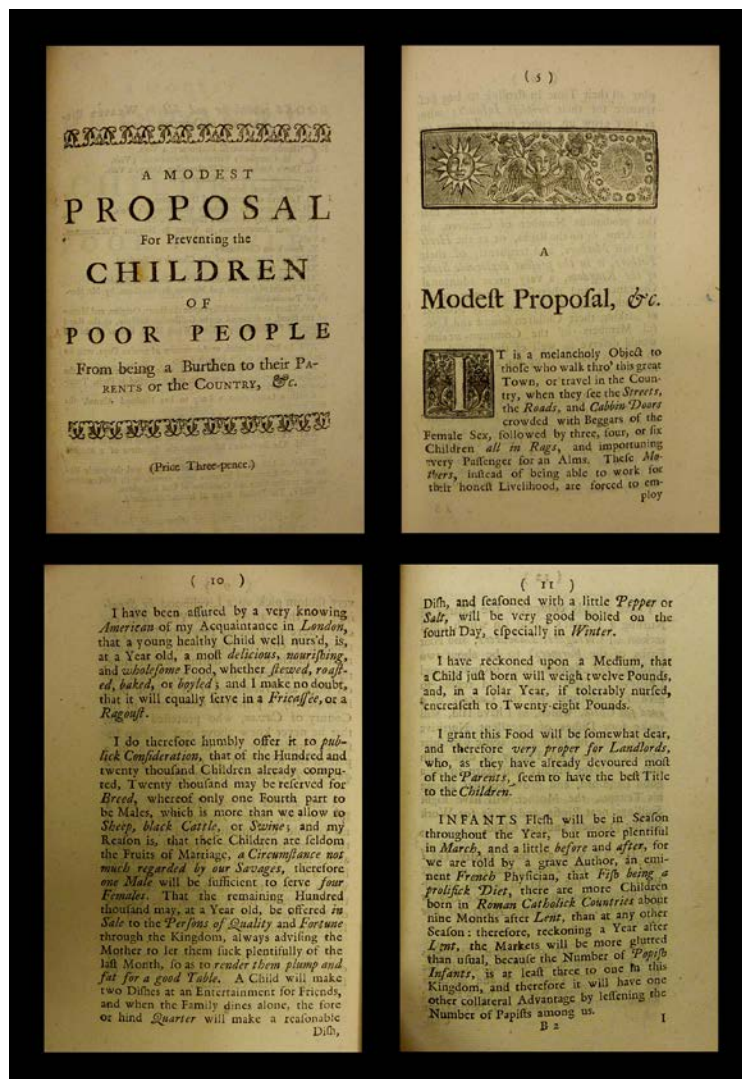 A MODEST
PROPOSAL
For Preventing the
CHILDREN
OF
POOR PEOPLE
From being a Burthen to their PA-
RENTS or the COUNTRY, &c.
(Price Three-pence.)
( 5 )
A
Modeſt Propoſal, &c.
IT is a melancholy Object to
thoſe who walk thro' this great
Town, or travel in the Coun-
try, when they ſee the Streets,
the Roads, and Cabbin-Doors
crowded with Beggars of the
Female Sex, followed by three, four, or ſix
Children all in Rags, and importuning
every Paſſenger for an Alms. Theſe Mo-
thers, inſtead of being able to work for
their honeſt Livelihood, are forced to em-
ploy
( 10 )
I have been aſſured by a very knowing
American of my Acquaintance in London,
that a young healthy Child well nurs'd, is,
at a Year old, a moſt delicious, nouriſhing,
and wholeſome Food, whether ſtewed, roaſt-
ed, baked, or boyled; and I make no doubt,
that it will equally ſerve in a Fricaſſee, or a
Ragouſt.
I do therefore humbly offer it to pub-
lick Conſideration, that of the Hundred and
twenty thouſand Children already compu-
ted, Twenty thouſand may be reſerved for
Breed, whereof only one Fourth part to
be Males, which is more than we allow to
Sheep, black Cattle, or Swine; and my
Reaſon is, that theſe Children are ſeldom
the Fruits of Marriage, a Circumſtance not
much regarded by our Savages, therefore
one Male will be ſufficient to ſerve four
Females. That the remaining Hundred
thouſand may, at a Year old, be offered in
Sale to the Perſons of Quality and Fortune
through the Kingdom, always adviſing the
Mother to let them ſuck plentifully of the
laſt Month, ſo as to render them plump and
fat for a good Table. A Child will make
two Diſhes at an Entertainment for Friends,
and when the Family dines alone, the fore
or hind Quarter will make a reaſonable
Diſh,
( 11 )
Diſh, and ſeaſoned with a little Pepper or
Salt, will be very good boiled on the
fourth Day, eſpecially in Winter.
I have reckoned upon a Medium, that
a Child juſt born will weigh twelve Pounds,
and, in a ſolar Year, if tolerably nurſed,
encreaſeth to Twenty-eight Pounds.
I grant this Food will be ſomewhat dear,
and therefore very proper for Landlords,
who, as they have already devoured moſt
of the Parents, ſeem to have the beſt Title
to the Children.
INFANTS Fleſh will be in Seaſon
throughout the Year, but more plentiful
in March, and a little before and after, for
we are told by a grave Author, an emi-
nent French Phyſician, that Fiſh being a
prolifick Diet, there are more Children
born in Roman Catholick Countries about
nine Months after Lent, than at any other
Seaſon: therefore, reckoning a Year after
Lent, the Markets will be more glutted
than uſual, becauſe the Number of Popiſh
Infants, is at leaſt three to one in this
Kingdom, and therefore it will have one
other collateral Advantage by leſſening the
Number of Papiſts among us.
B 2 I